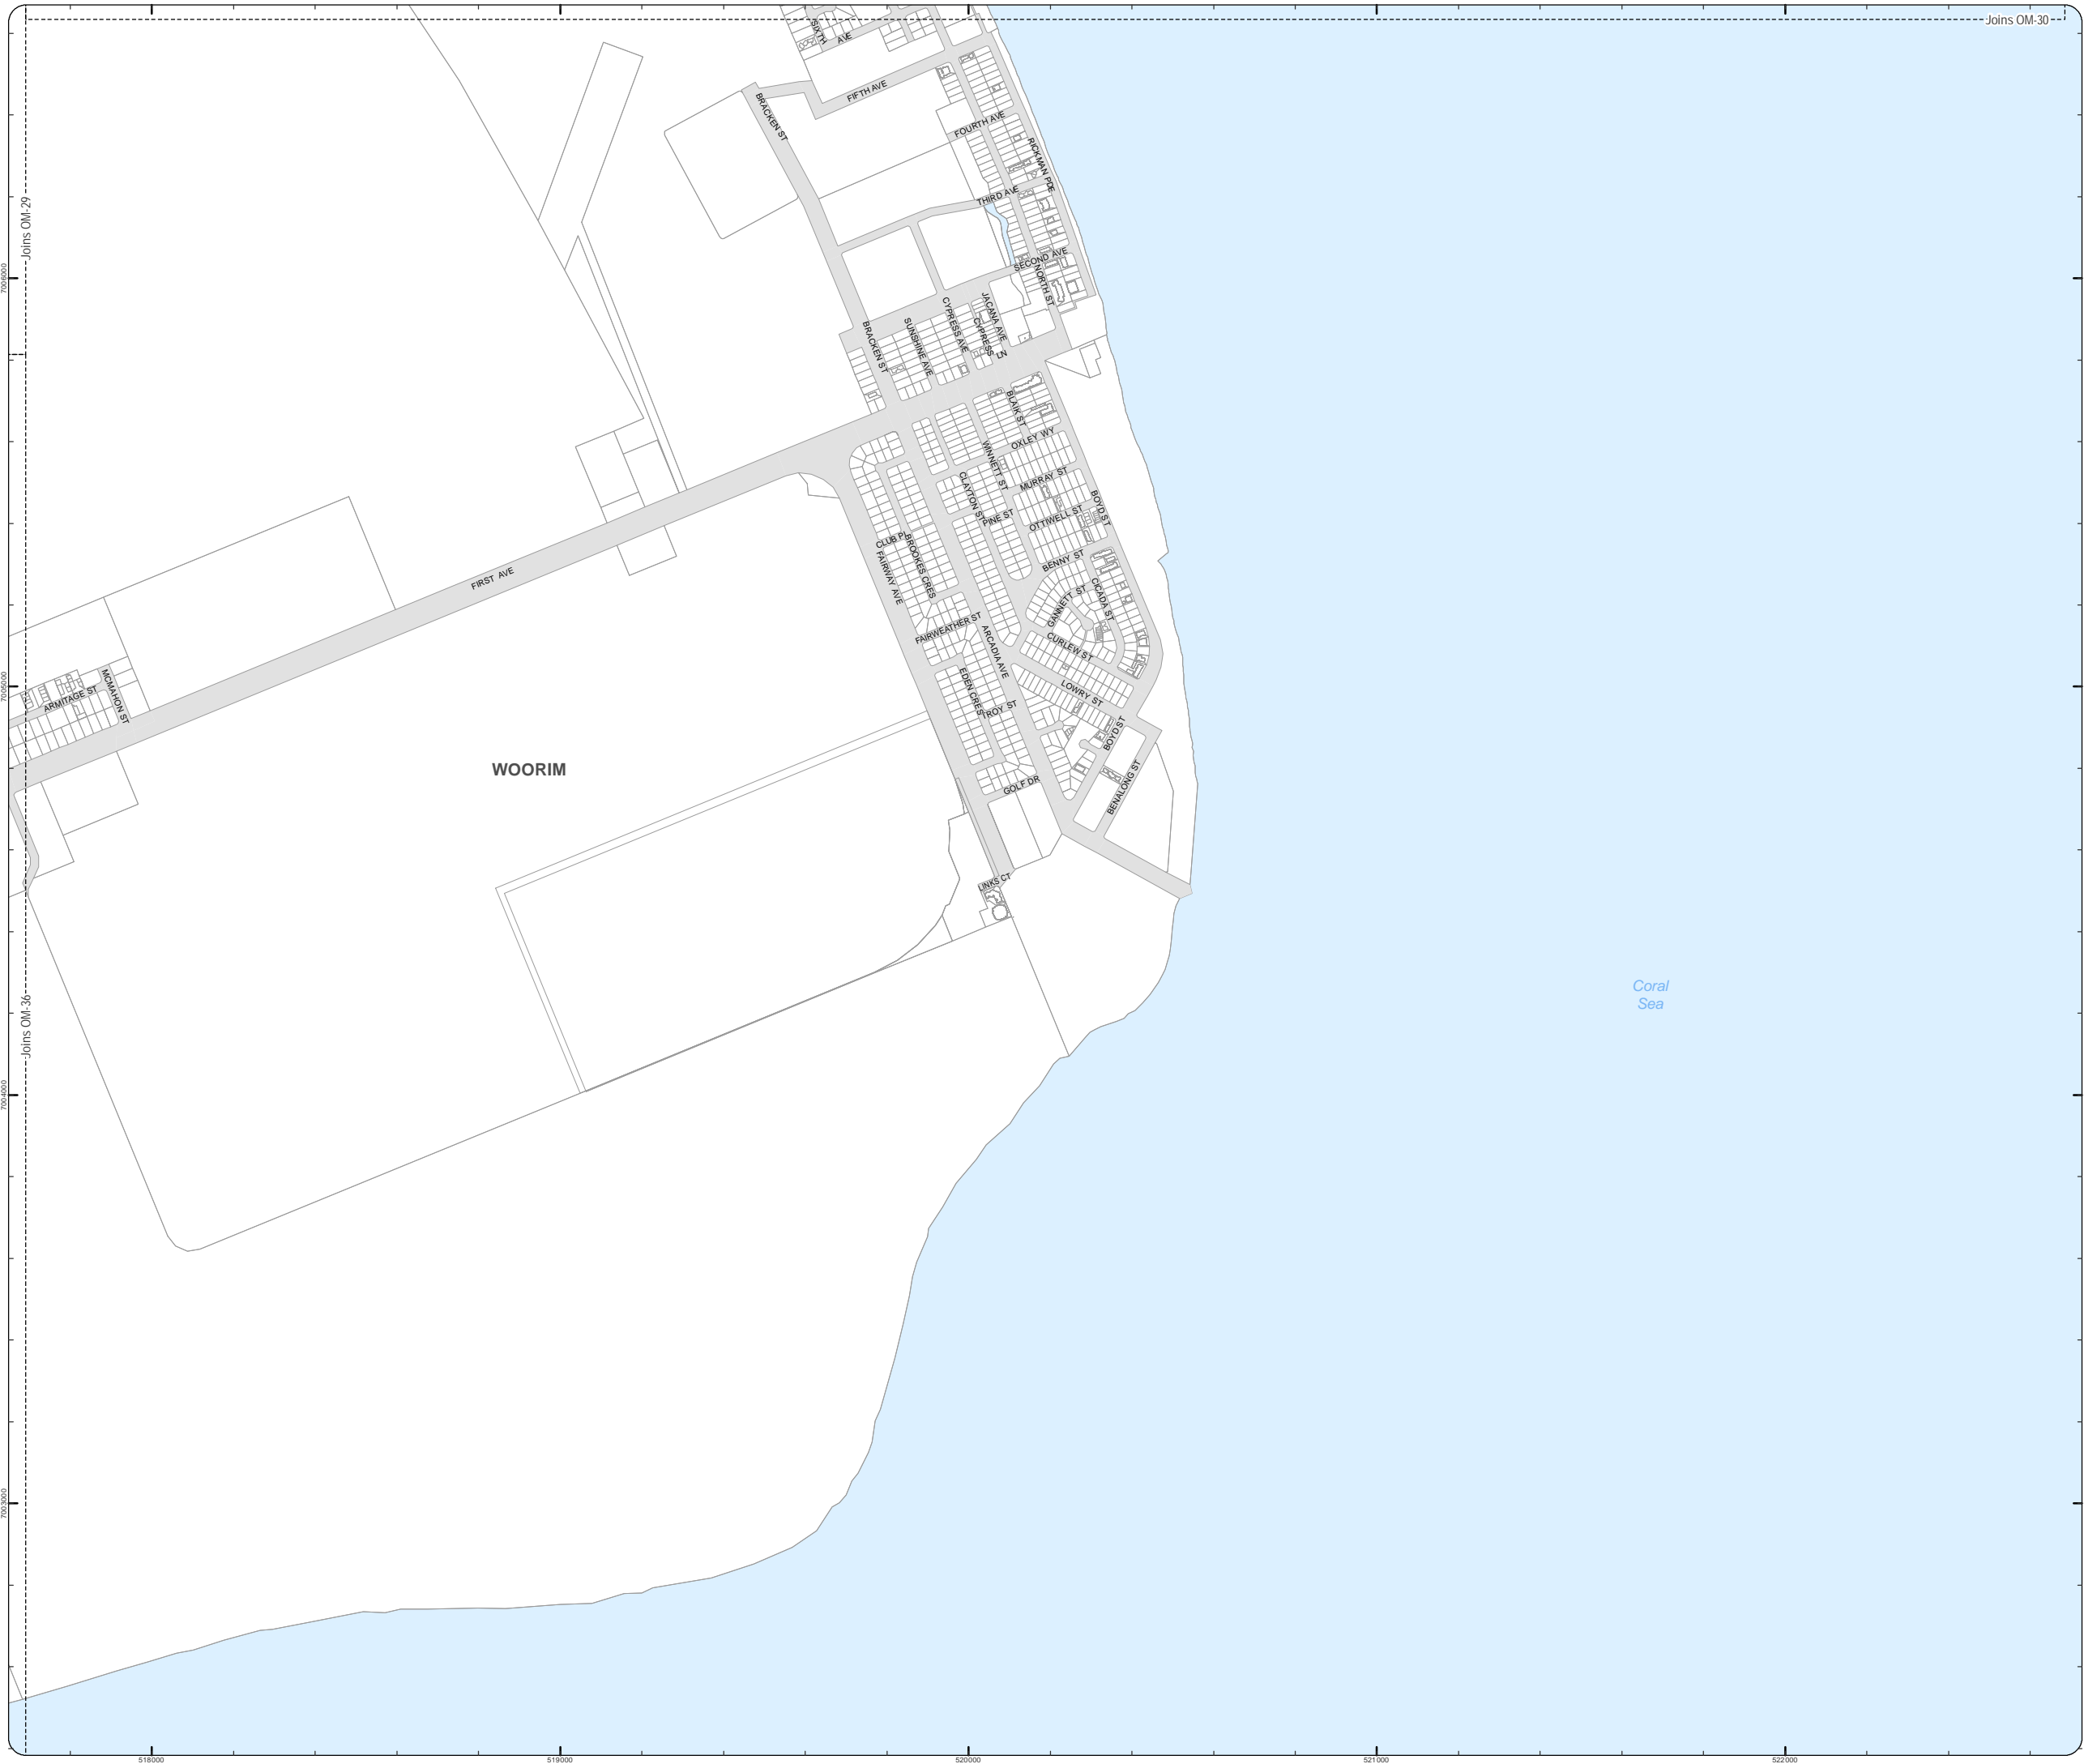 Joins OM-30
SIXTH
AVE
FIFTH AVE
BRACKEN ST
FOURTH AVE
RICKMAN PDE
THIRD AVE
Joins OM-29
SECOND AVE
NORTH ST
7006000
JACANA AVE
CYPRESS AVE
CYPRESS
LN
SUNSHINE AVE
BRACKEN ST
BLAIK ST
OXLEY WY
WINNETT ST
MURRAY ST
CLAYTON ST
BOYD ST
PINE ST
OTTIWELL ST
CLUB PL
BROOKES CRES
FAIRWAY AVE
BENNY ST
FIRST AVE
CICADA ST
GANNETT ST
FAIRWEATHER ST
ARCADIA AVE
CURLEW ST
7005000
MCMAHON ST
ARMITAGE ST
EDEN CRES
LOWRY ST
TROY ST
BOYD ST
WOORIM
GOLF DR
BENALONG ST
LINKS CT
Coral
Sea
Joins OM-36
7004000
7003000
518000
519000
520000
521000
522000